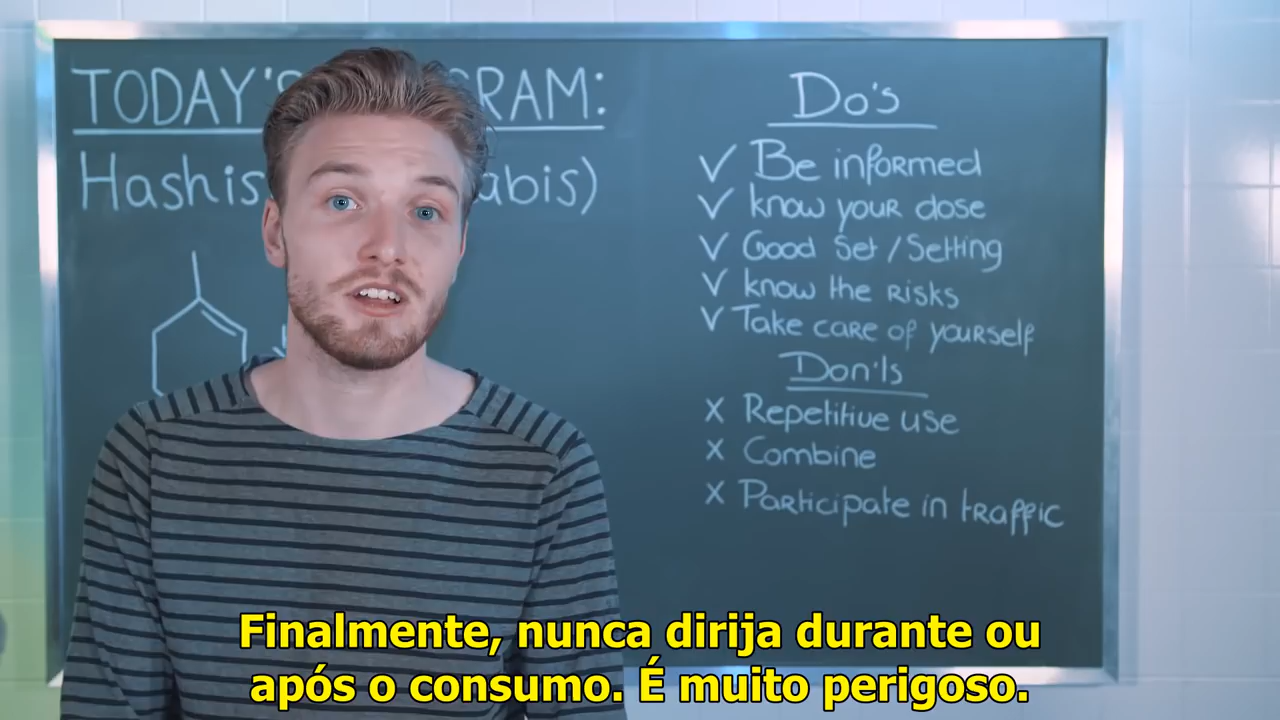 TODAY'S RAM:
Hashis abis)
Do's
√ Be informed
√ know your dose
√ Good Set / Setting
√ know the risks
√ Take care of yourself
Don'ts
X Repetitive use
X Combine
X Participate in traffic
Finalmente, nunca dirija durante ou
após o consumo. É muito perigoso.